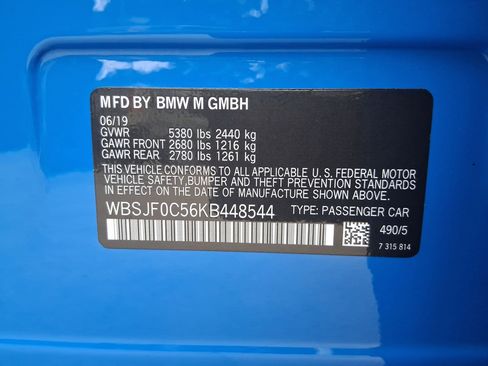 MFD BY BMW M GMBH
06/19
GVWR 5380 lbs 2440 kg
GAWR FRONT 2680 lbs 1216 kg
GAWR REAR 2780 lbs 1261 kg
THIS VEHICLE CONFORMS TO ALL APPLICABLE U. S. FEDERAL MOTOR
VEHICLE SAFETY,BUMPER AND THEFT PREVENTION STANDARDS IN
EFFECT ON THE DATE OF MANUFACTURE SHOWN ABOVE.
WBSJF0C56KB448544 TYPE: PASSENGER CAR
490/5
7 315 814